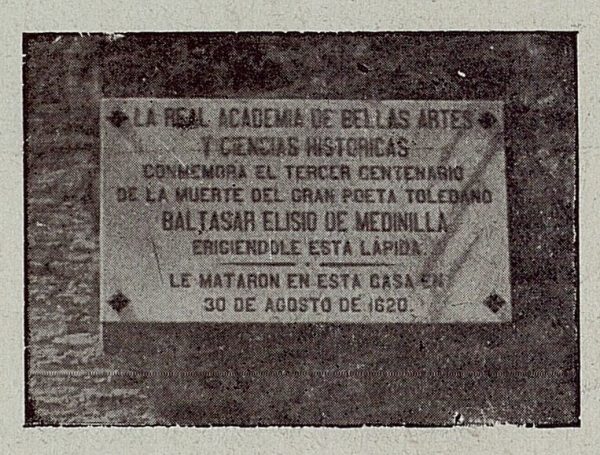 LA REAL ACADEMIA DE BELLAS ARTES
Y CIENCIAS HISTORICAS
CONMEMORA EL TERCER CENTENARIO
DE LA MUERTE DEL GRAN POETA TOLEDANO
BALTASAR ELISIO DE MEDINILLA
ERIGIENDOLE ESTA LÁPIDA.
LE MATARON EN ESTA CASA EN
30 DE AGOSTO DE 1620.